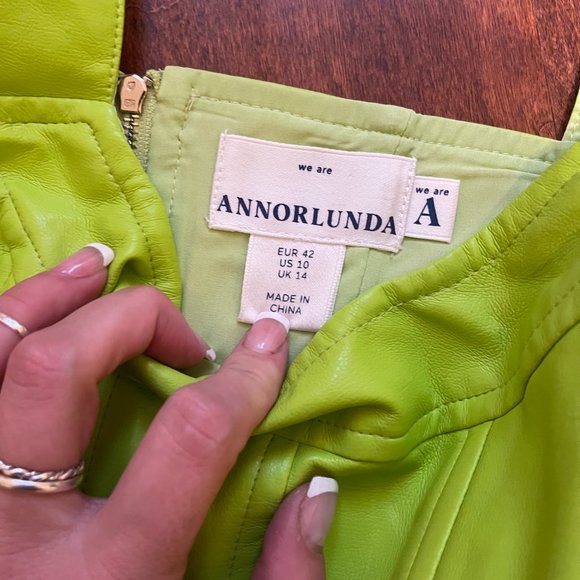 we are
ANNORLUNDA
we are
A
EUR 42
US 10
UK 14
MADE IN
CHINA